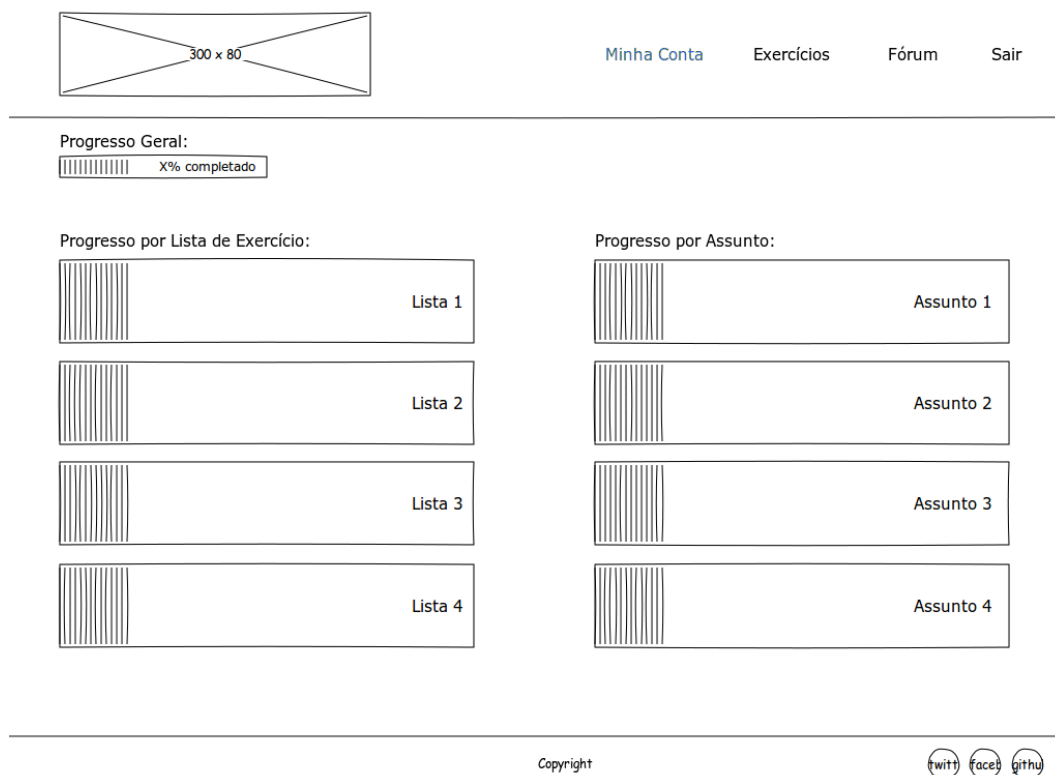 300 x 80
Minha Conta Exercícios Fórum Sair
Progresso Geral:
X% completado
Progresso por Lista de Exercício:
Lista 1
Lista 2
Lista 3
Lista 4
Progresso por Assunto:
Assunto 1
Assunto 2
Assunto 3
Assunto 4
Copyright
twitt faceb githu